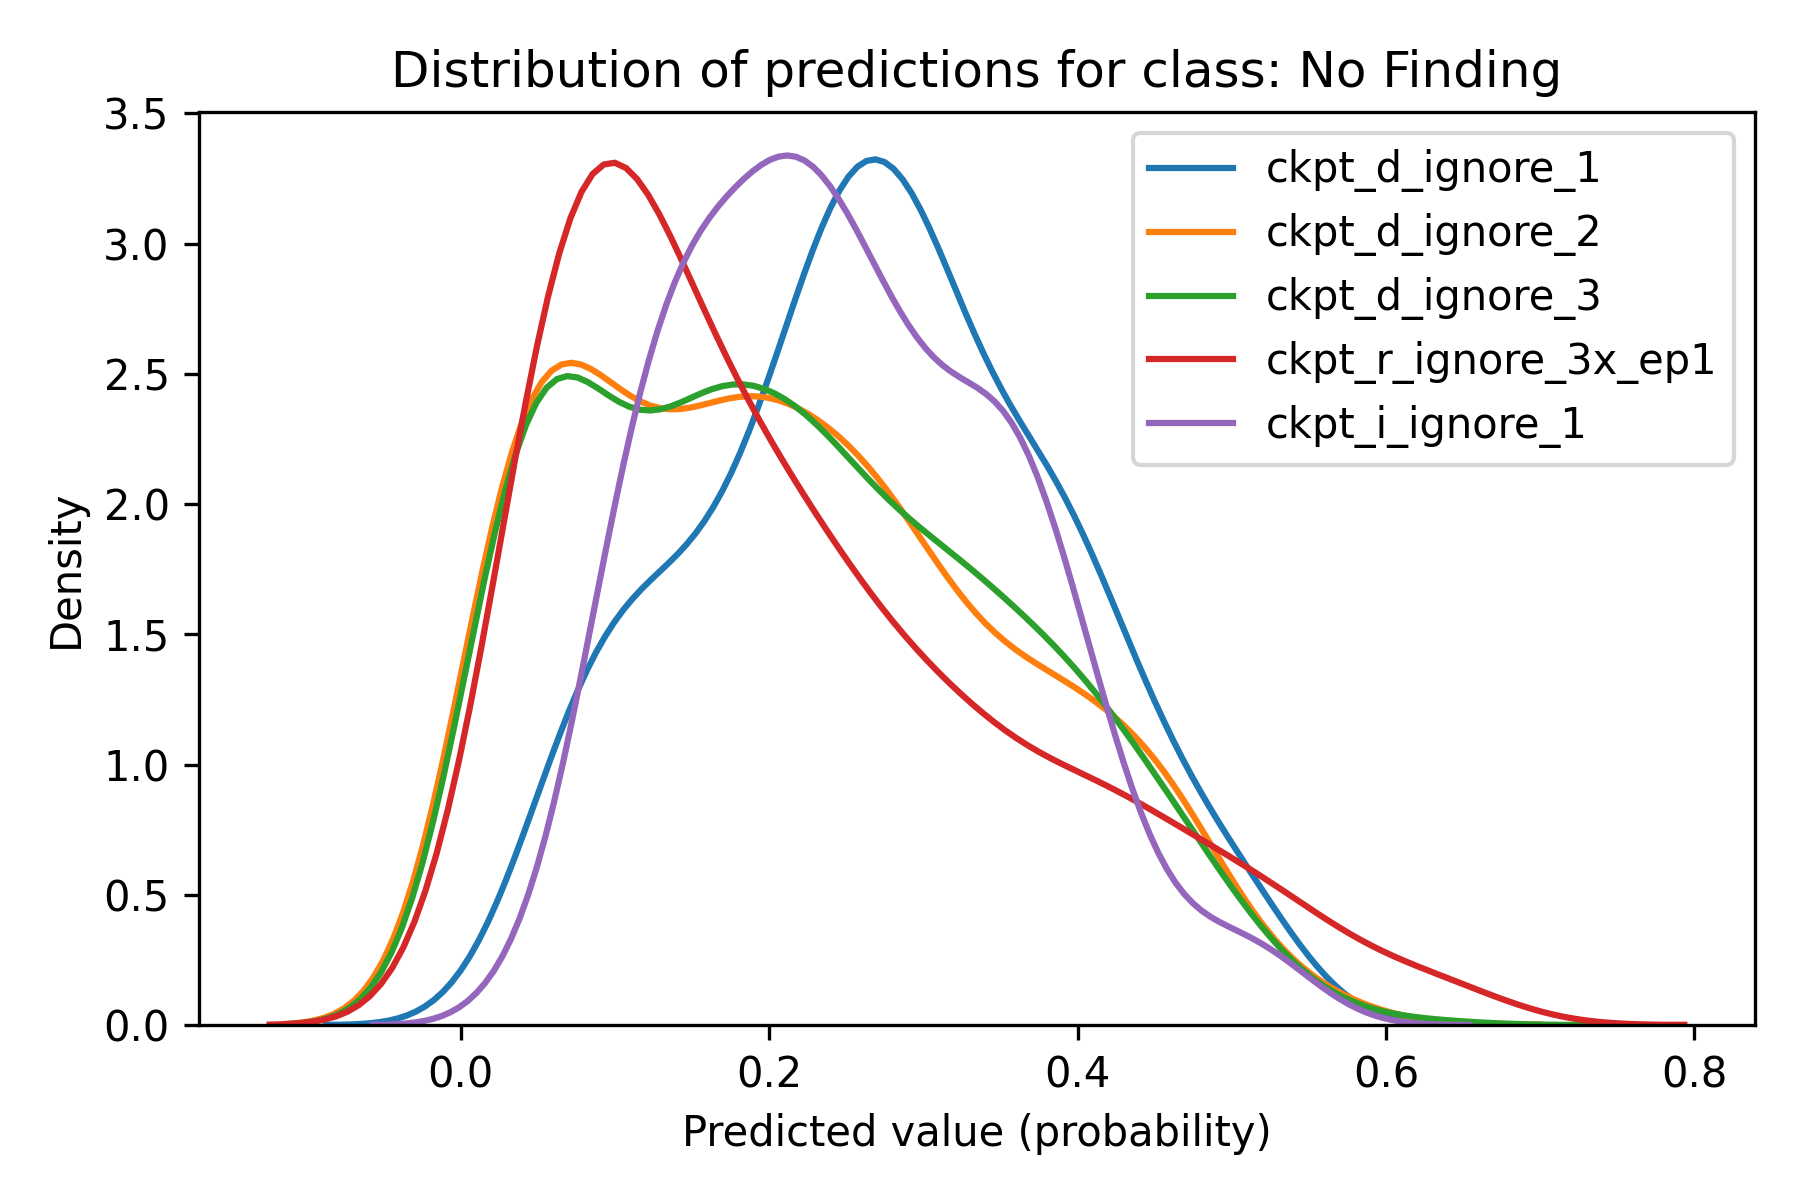 Distribution of predictions for class: No Finding
3.5
3.0
2.5
2.0
1.5
1.0
0.5
0.0
Density
ckpt_d_ignore_1
ckpt_d_ignore_2
ckpt_d_ignore_3
ckpt_r_ignore_3x_ep1
ckpt_i_ignore_1
0.0 0.2 0.4 0.6 0.8
Predicted value (probability)